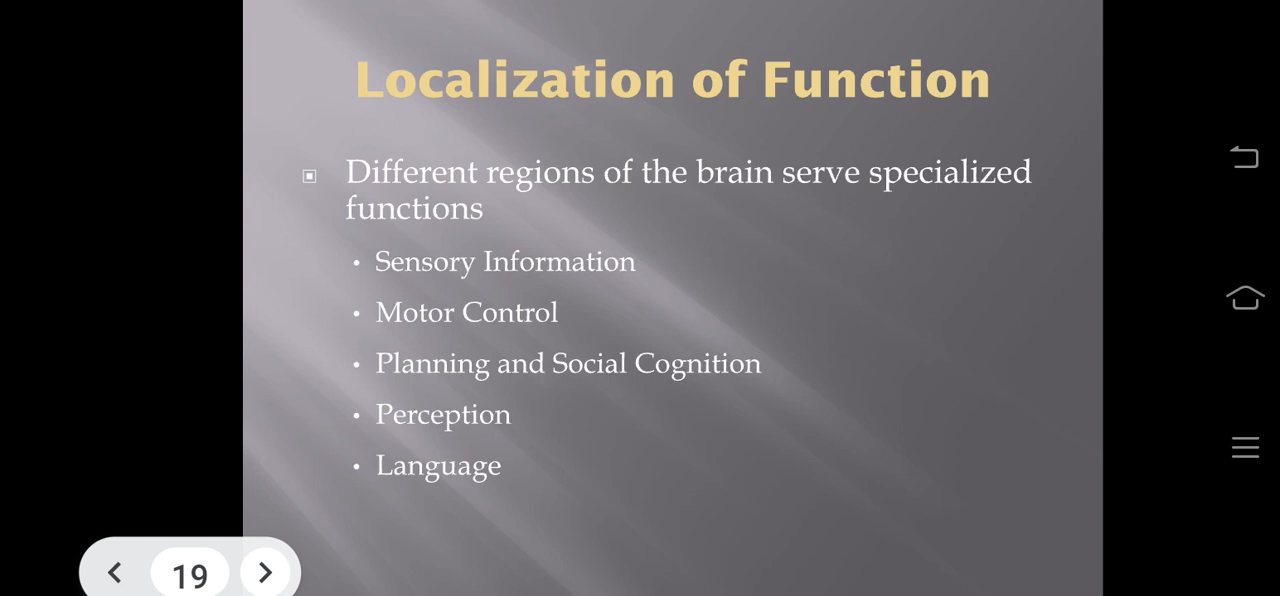 Localization of Function
Different regions of the brain serve specialized
functions
• Sensory Information
• Motor Control
• Planning and Social Cognition
• Perception
• Language
19